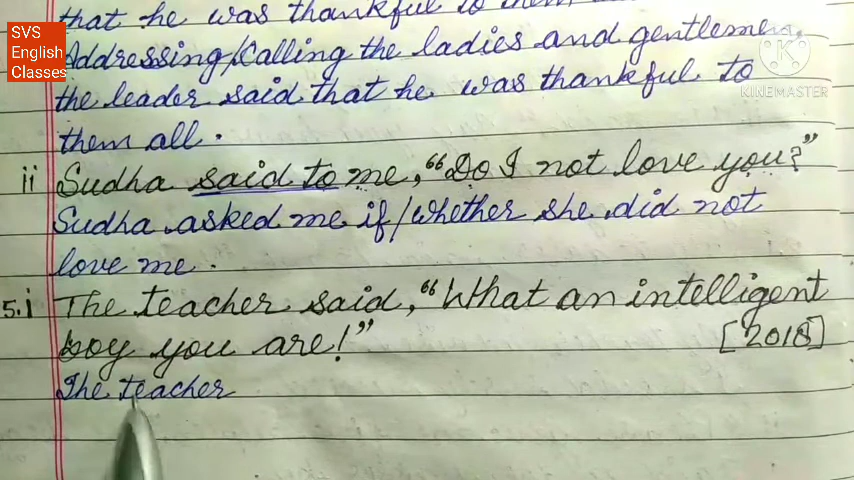 that he was thankful to them
SVS
English
Classes
Addressing/Calling the ladies and gentlemen,
the leader said that he was thankful to
them all.
KINEMASTER
ii Sudha said to me, "Do I not love you?"
Sudha asked me if/whether she did not
love me.
5.i The teacher said, "What an intelligent
boy you are!" [2018]
The teacher